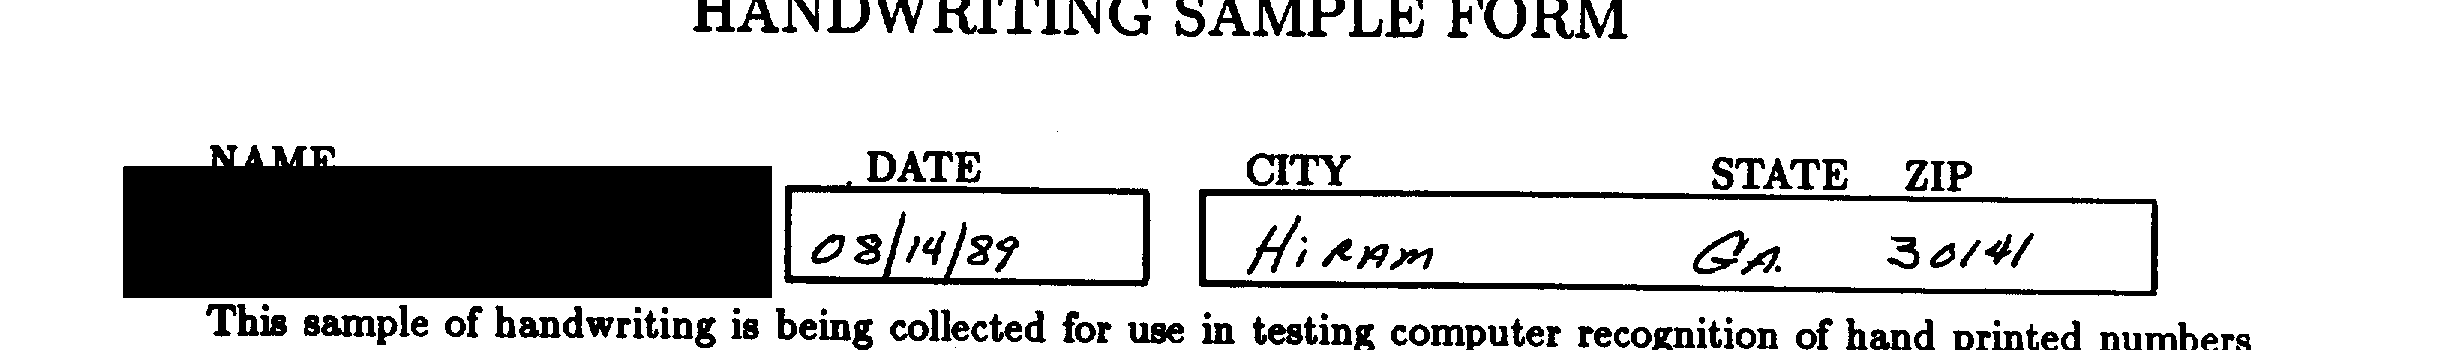 HANDWRITING SAMPLE FORM
NAME DATE CITY STATE ZIP
08/14/89 HiRAM GA. 30141
This sample of handwriting is being collected for use in testing computer recognition of hand printed numbers